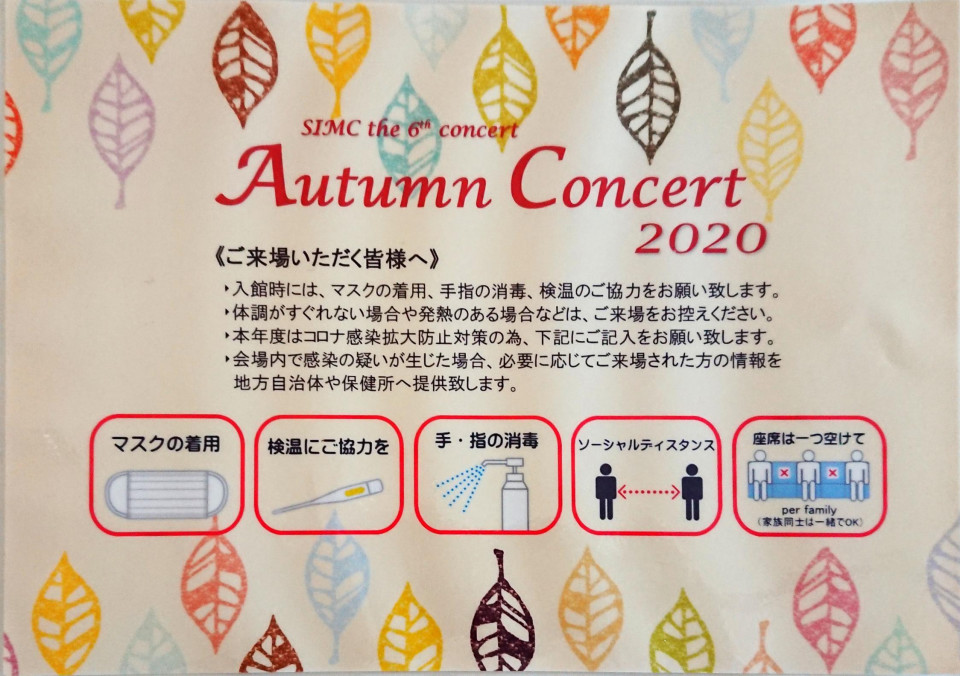 SIMC the 6th concert
Autumn Concert
2020
《ご来場いただく皆様へ》
‣入館時には、マスクの着用、手指の消毒、検温のご協力をお願い致します。
‣体調がすぐれない場合や発熱のある場合などは、ご来場をお控えください。
‣本年度はコロナ感染拡大防止対策の為、下記にご記入をお願い致します。
‣会場内で感染の疑いが生じた場合、必要に応じてご来場された方の情報を
地方自治体や保健所へ提供致します。
マスクの着用
検温にご協力を
手・指の消毒
ソーシャルディスタンス
座席は一つ空けて
per family
(家族同士は一緒でOK)